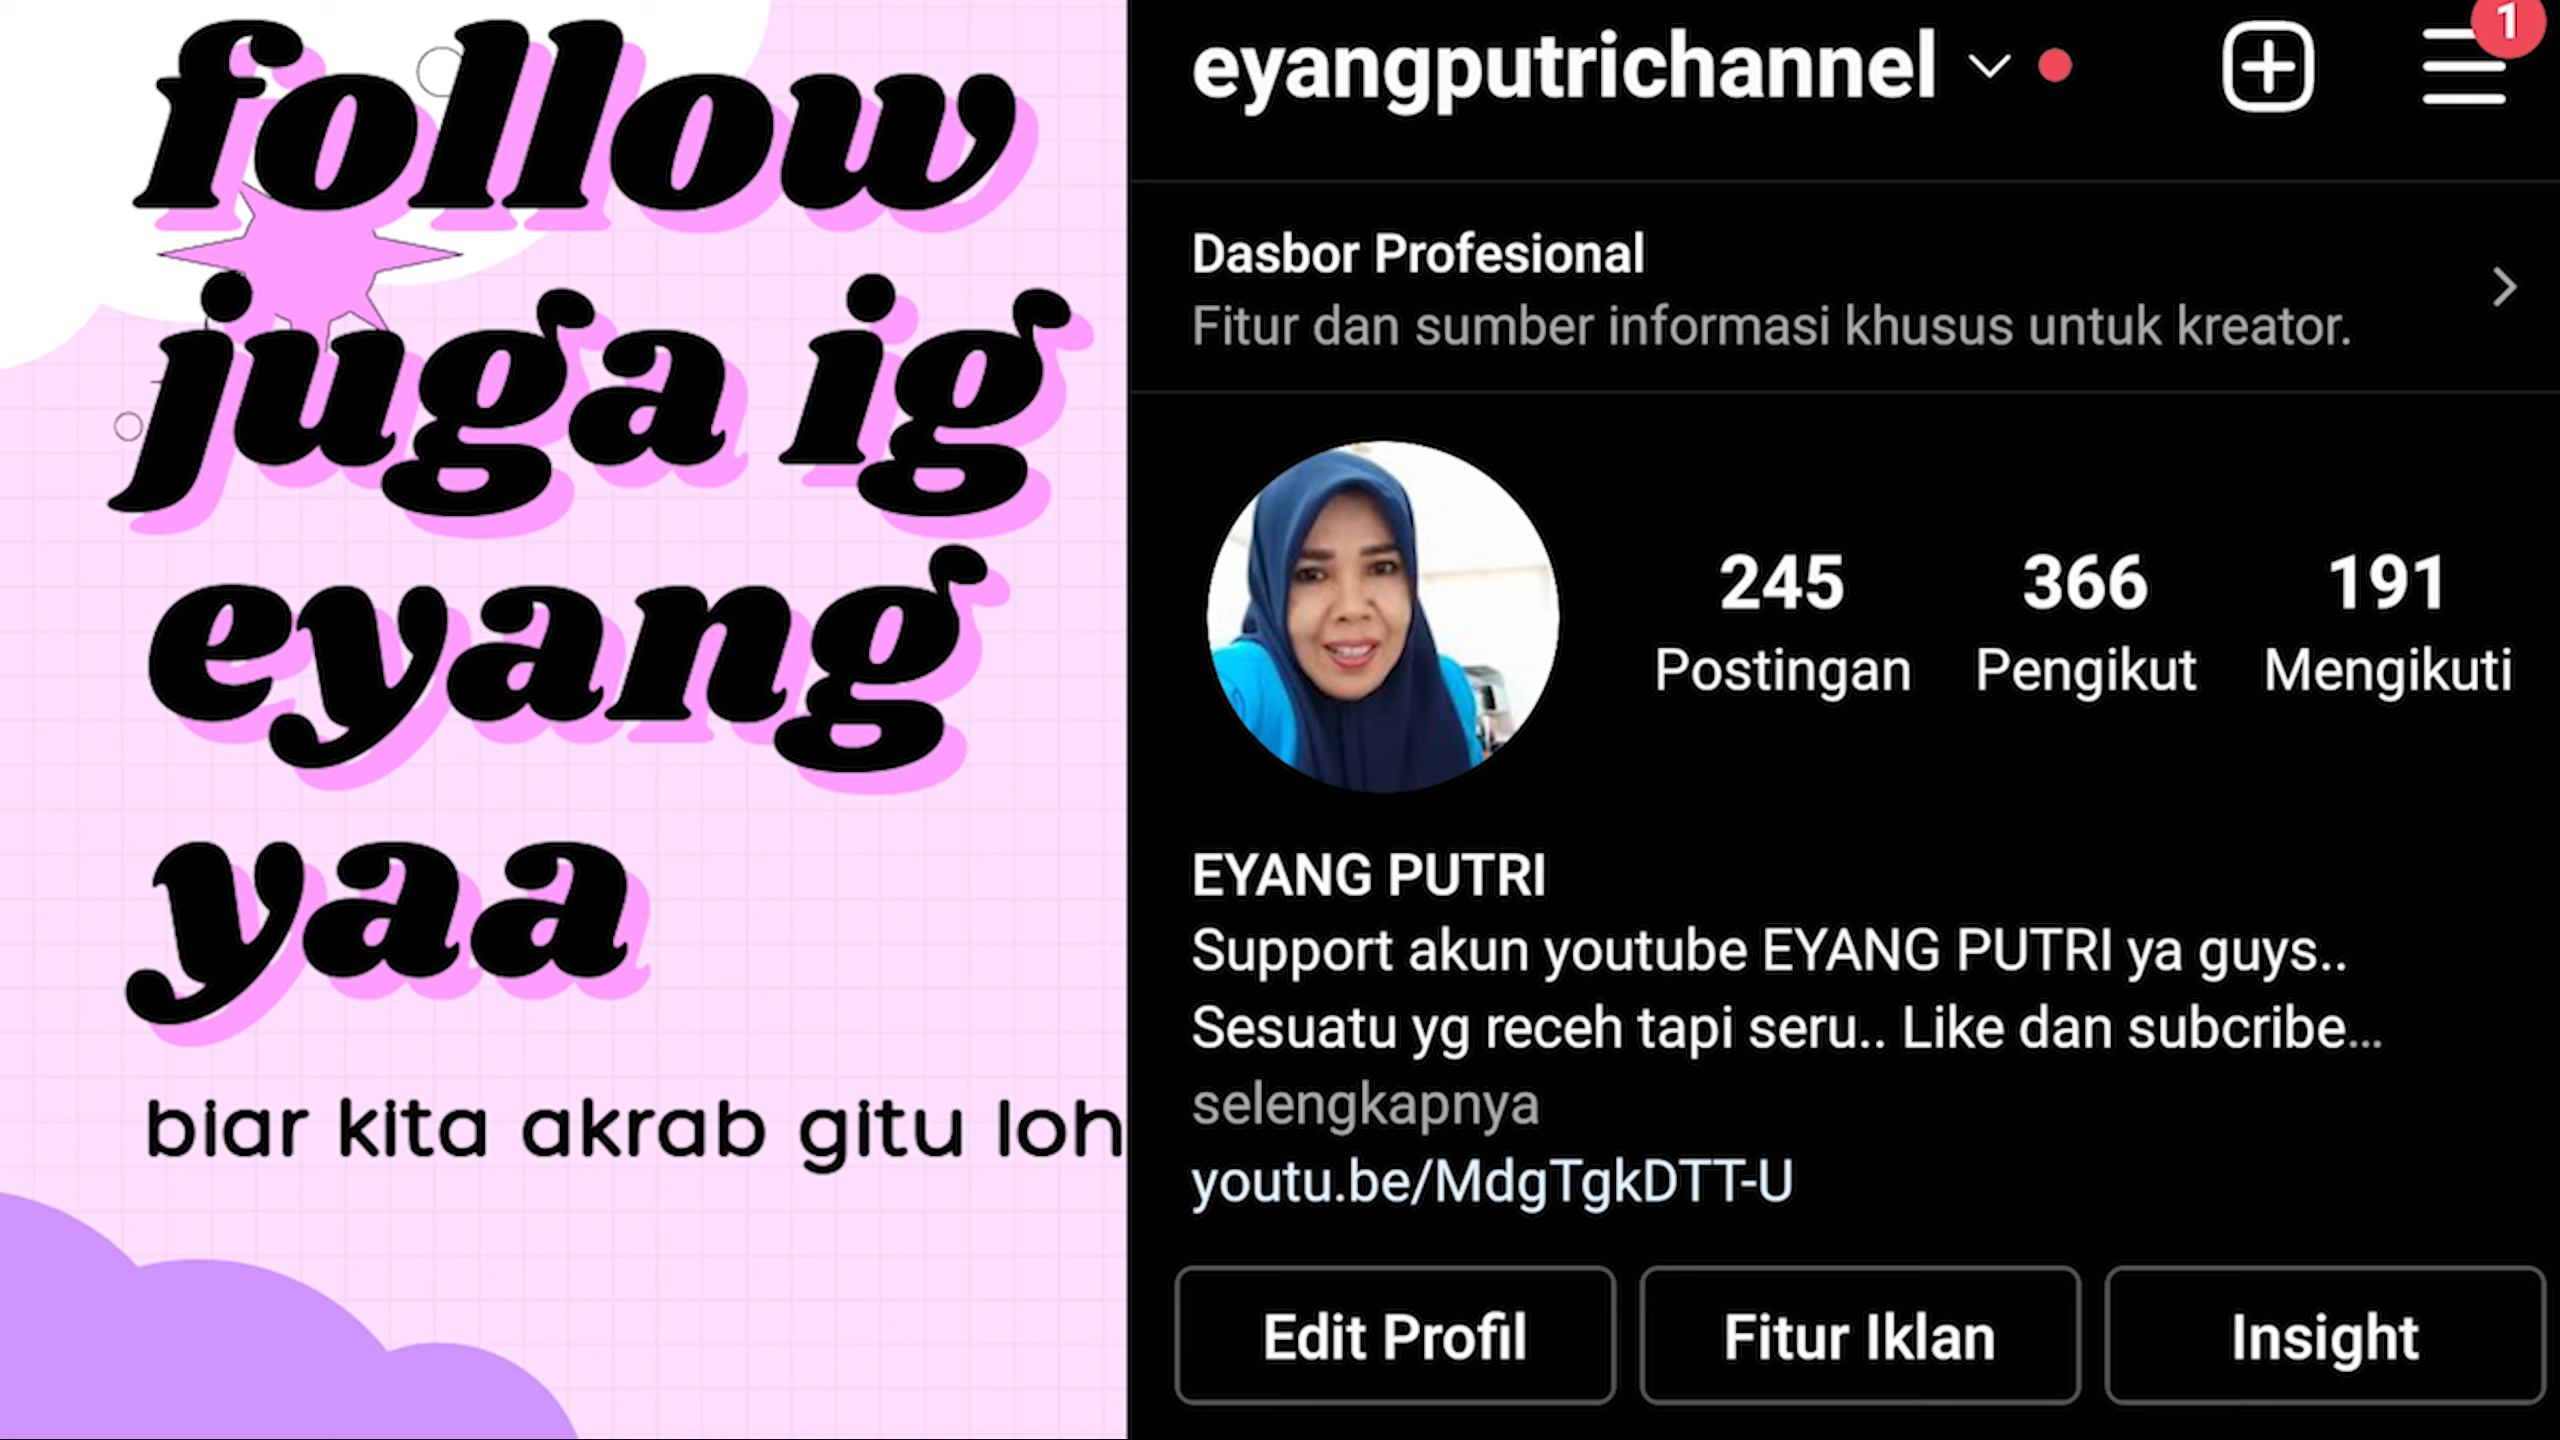 follow
juga ig
eyang
yaa
biar kita akrab gitu loh
eyangputrichannel
1
Dasbor Profesional
Fitur dan sumber informasi khusus untuk kreator.
245 366 191
Postingan Pengikut Mengikuti
EYANG PUTRI
Support akun youtube EYANG PUTRI ya guys..
Sesuatu yg receh tapi seru.. Like dan subcribe...
selengkapnya
youtu.be/MdgTgkDTT-U
Edit Profil Fitur Iklan Insight